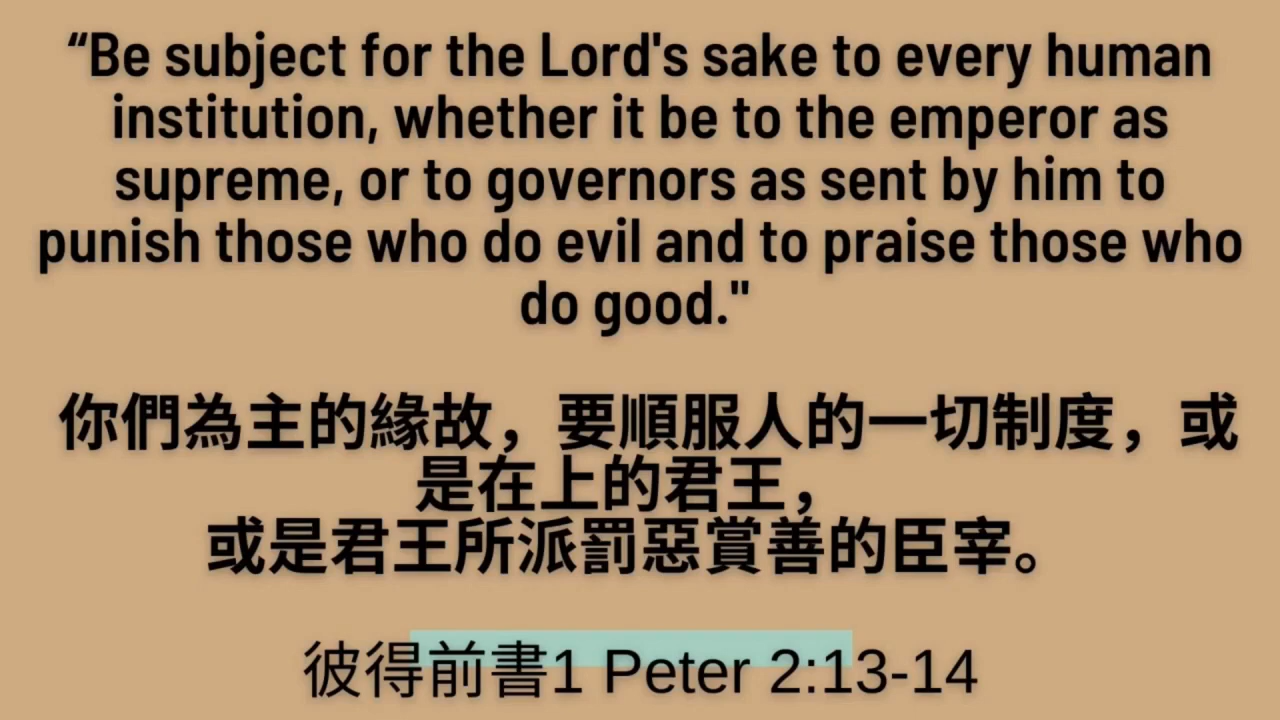 “Be subject for the Lord's sake to every human
institution, whether it be to the emperor as
supreme, or to governors as sent by him to
punish those who do evil and to praise those who
do good."
你們為主的緣故，要順服人的一切制度，或
是在上的君王，
或是君王所派罰惡賞善的臣宰。
彼得前書1 Peter 2:13-14